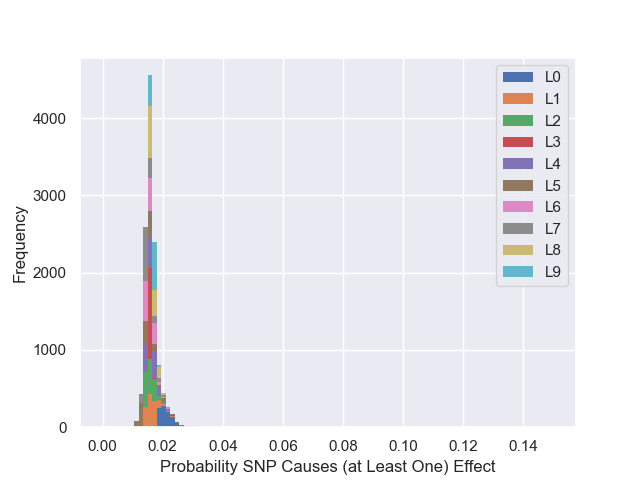 4000
3000
2000
1000
0
Frequency
0.00 0.02 0.04 0.06 0.08 0.10 0.12 0.14
Probability SNP Causes (at Least One) Effect
L0
L1
L2
L3
L4
L5
L6
L7
L8
L9